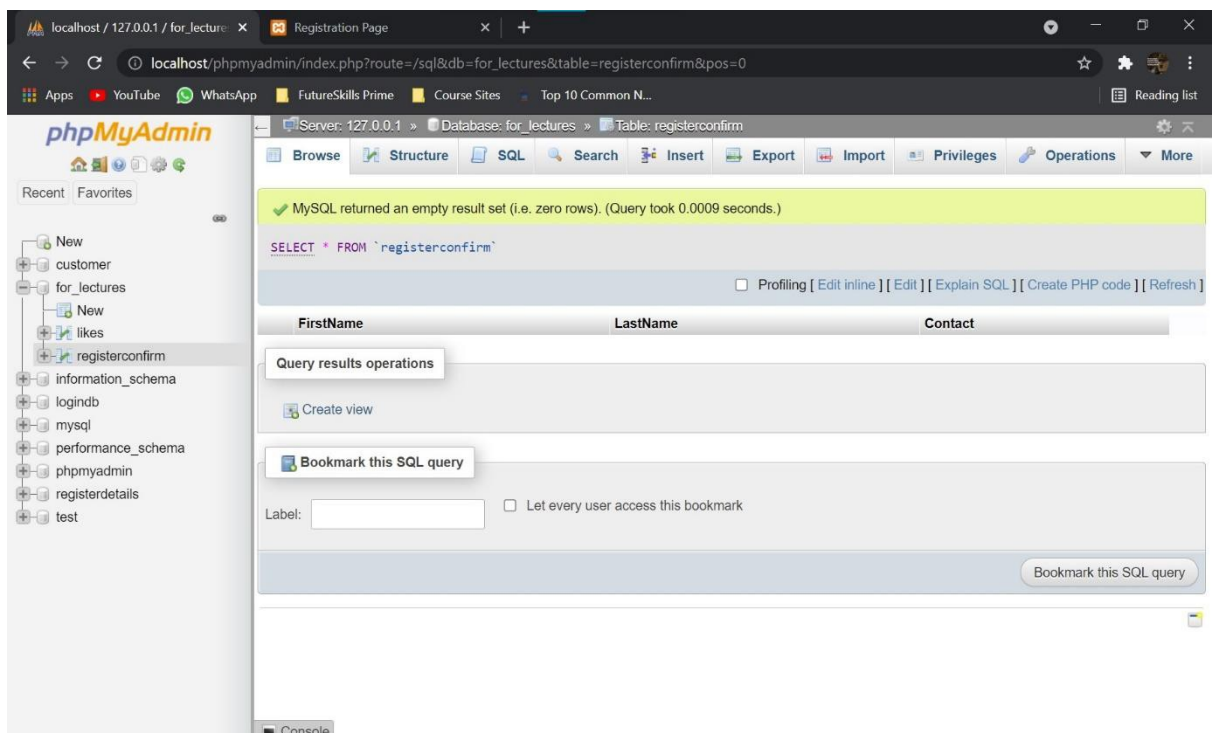 localhost / 127.0.0.1 / for_lecture
Registration Page
localhost/phpmyadmin/index.php?route=/sql&db=for_lectures&table=registerconfirm&pos=0
Apps YouTube WhatsApp FutureSkills Prime Course Sites Top 10 Common N... Reading list
phpMyAdmin
Recent Favorites
New
customer
for_lectures
New
likes
registerconfirm
information_schema
logindb
mysql
performance_schema
phpmyadmin
registerdetails
test
Server: 127.0.0.1 » Database: for_lectures » Table: registerconfirm
Browse Structure SQL Search Insert Export Import Privileges Operations More
MySQL returned an empty result set (i.e. zero rows). (Query took 0.0009 seconds.)
SELECT * FROM `registerconfirm`
Profiling [ Edit inline ] [ Edit ] [ Explain SQL ] [ Create PHP code ] [ Refresh ]
FirstName LastName Contact
Query results operations
Create view
Bookmark this SQL query
Label: Let every user access this bookmark
Bookmark this SQL query
Console